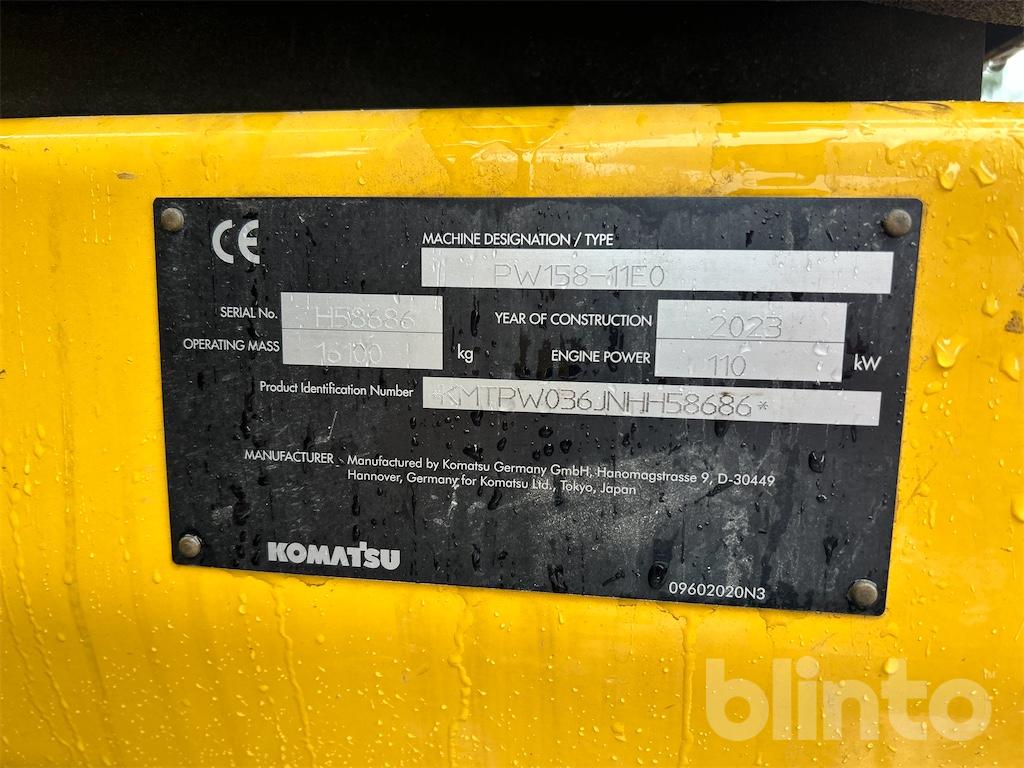 CE
MACHINE DESIGNATION / TYPE
PW158-11E0
SERIAL No.
H58686
YEAR OF CONSTRUCTION
2023
OPERATING MASS
16100
kg
ENGINE POWER
110
kW
Product Identification Number
*KMTPW036JNHH58686*
MANUFACTURER
Manufactured by Komatsu Germany GmbH, Hanomagstrasse 9, D-30449
Hannover, Germany for Komatsu Ltd., Tokyo, Japan
KOMATSU
09602020N3
blinto